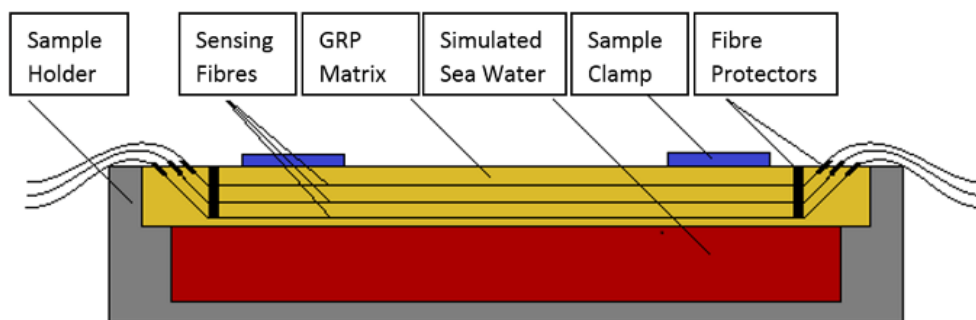 Sample
Holder
Sensing
Fibres
GRP
Matrix
Simulated
Sea Water
Sample
Clamp
Fibre
Protectors